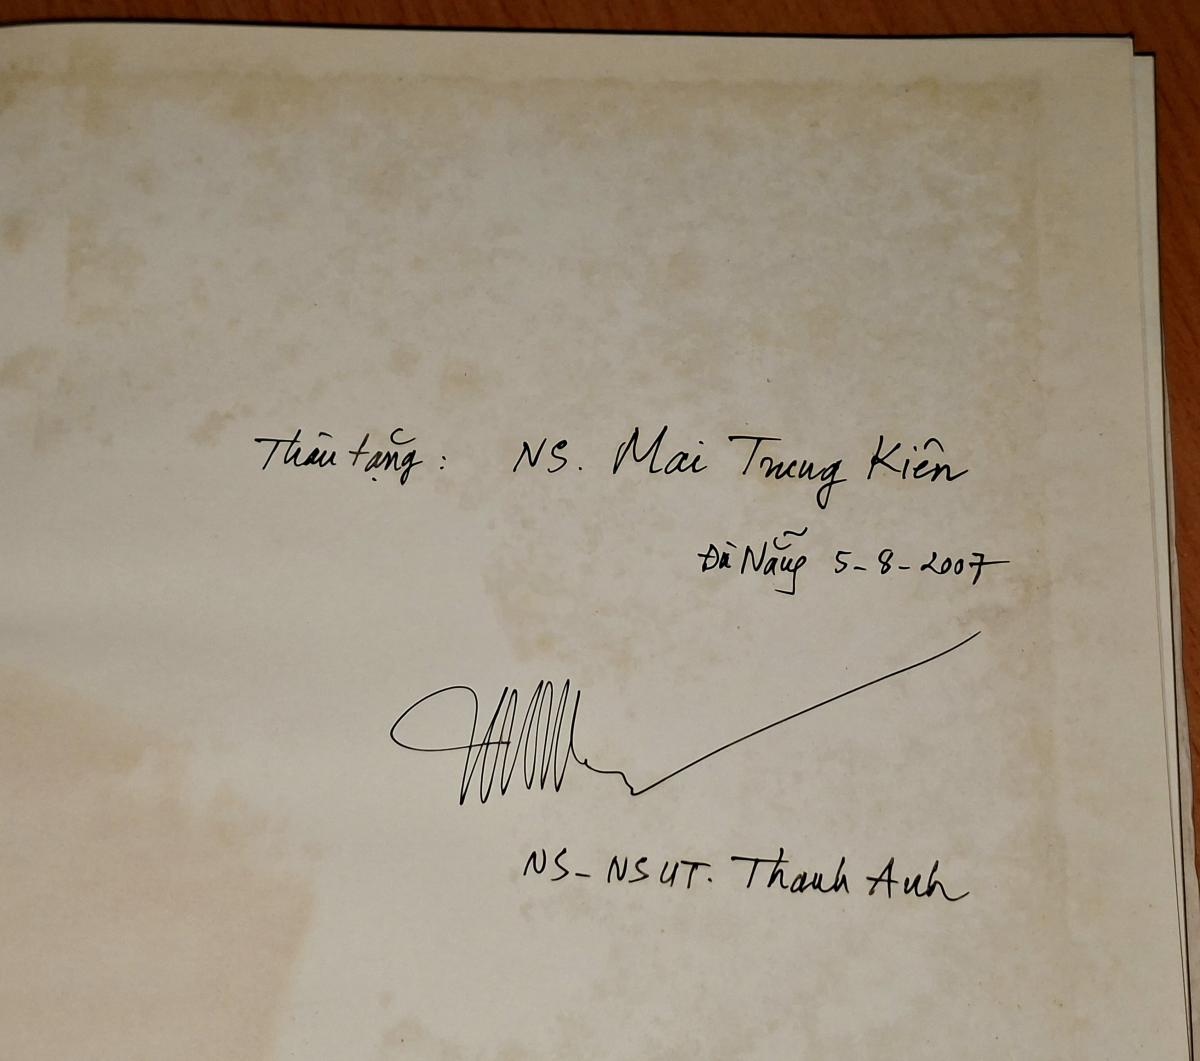 Thân tặng: NS. Mai Trung Kiên
Đà Nẵng 5-8-2007
NS - NSUT. Thanh Anh